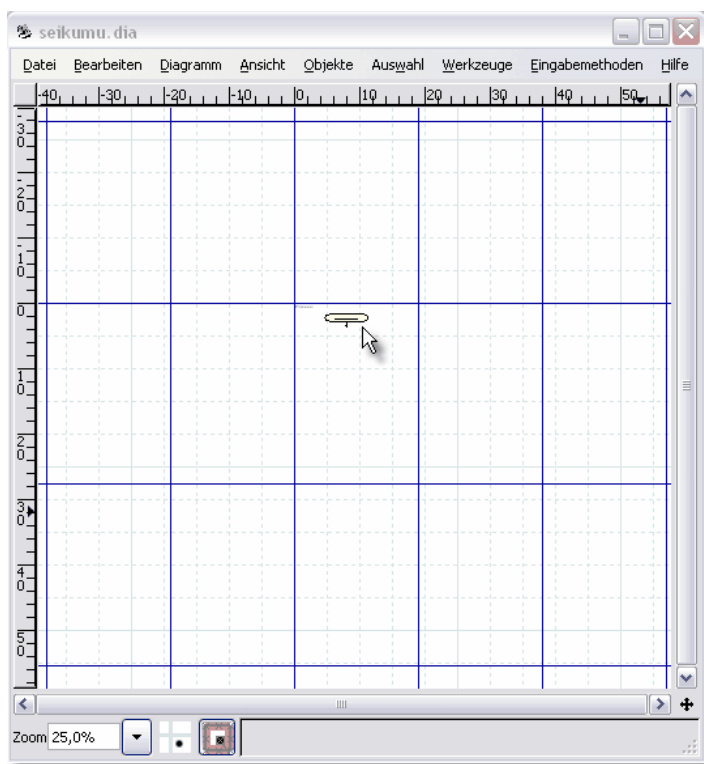 seikumu.dia
Datei Bearbeiten Diagramm Ansicht Objekte Auswahl Werkzeuge Eingabemethoden Hilfe
-40 -30 -20 -10 0 10 20 30 40 50
-30
-20
-10
0
10
20
30
40
50
Zoom 25,0%